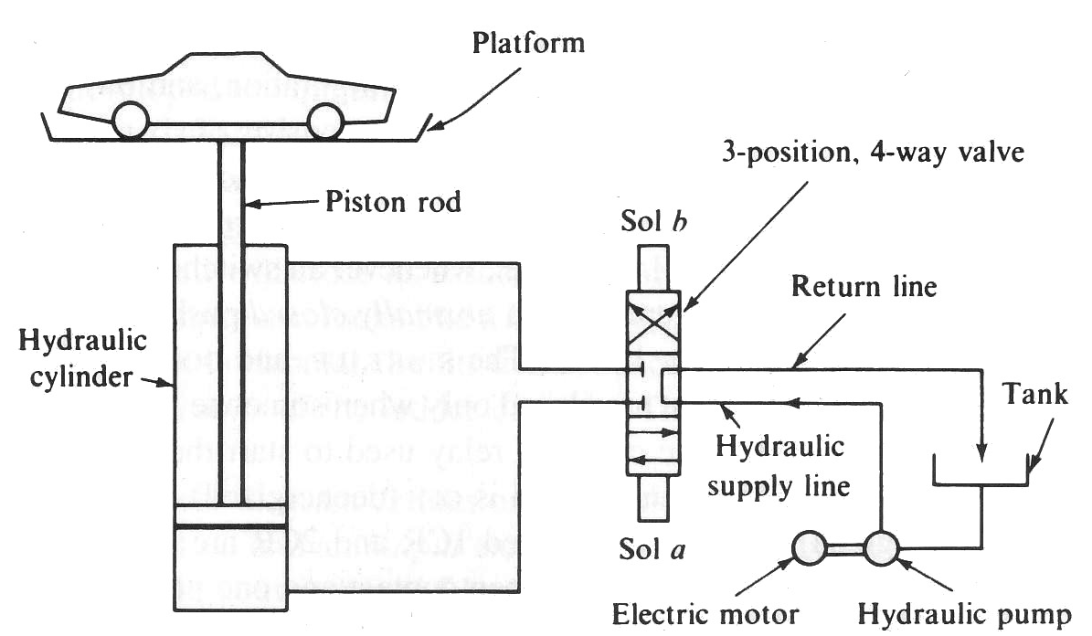 Platform
3-position, 4-way valve
Piston rod
Sol b
Return line
Hydraulic
cylinder
Tank
Hydraulic
supply line
Sol a
Electric motor
Hydraulic pump